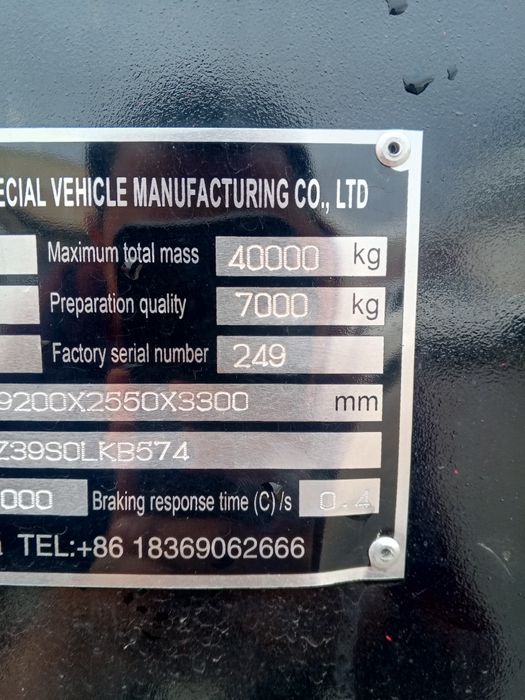 ECIAL VEHICLE MANUFACTURING CO., LTD
Maximum total mass 40000 kg
Preparation quality 7000 kg
Factory serial number 249
9200X2550X3300 mm
Z39S0LKB574
000 Braking response time (C) /s 0.4
TEL:+86 18369062666